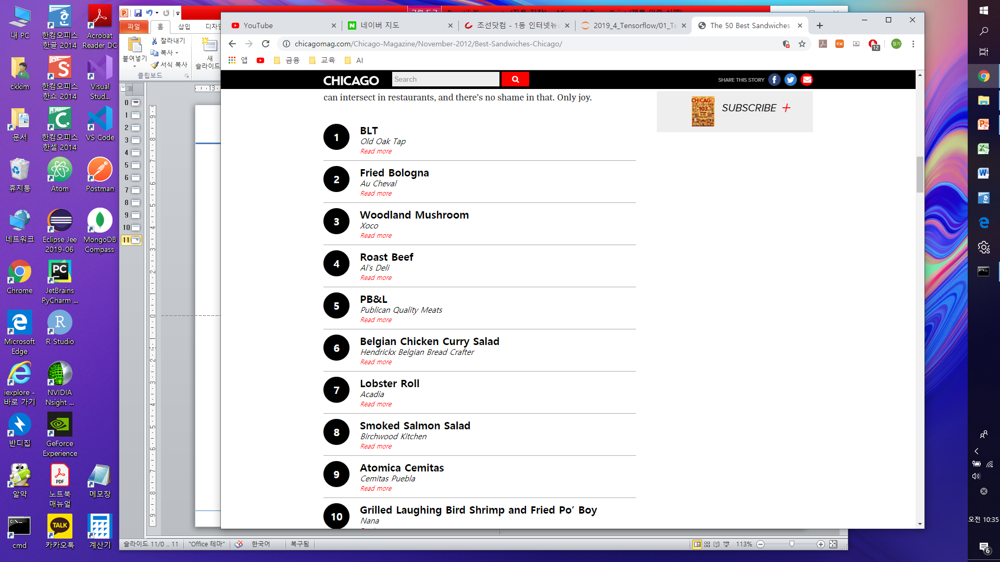 내 PC
한컴오피스
한글 2014
Acrobat
Reader DC
ckkim
한컴오피스
한쇼 2014
Visual
Stud...
문서
한컴오피스
한셀 2014
VS Code
휴지통
Atom
Postman
네트워크
Eclipse Jee
2019-06
MongoDB
Compass
Chrome
JetBrains
PyCharm ...
Microsoft
Edge
R Studio
iexplore -
바로 가기
NVIDIA
Nsight ...
반디집
GeForce
Experience
알약
노트북
매뉴얼
메모장
cmd
카카오톡
계산기
파일
홈
삽입
붙여넣기
잘라내기
복사
서식 복사
클립보드
새
0
1
2
3
4
5
6
7
8
9
10
11
YouTube
네이버 지도
조선닷컴 - 1등 인터넷뉴
2019_4_Tensorflow/01_Te
The 50 Best Sandwiches
chicagomag.com/Chicago-Magazine/November-2012/Best-Sandwiches-Chicago/
12
철기
앱
금융
교육
AI
CHICAGO
Search
SHARE THIS STORY
can intersect in restaurants, and there’s no shame in that. Only joy.
SUBSCRIBE +
1
BLT
Old Oak Tap
Read more
2
Fried Bologna
Au Cheval
Read more
3
Woodland Mushroom
Xoco
Read more
4
Roast Beef
Al’s Deli
Read more
5
PB&L
Publican Quality Meats
Read more
6
Belgian Chicken Curry Salad
Hendrickx Belgian Bread Crafter
Read more
7
Lobster Roll
Acadia
Read more
8
Smoked Salmon Salad
Birchwood Kitchen
Read more
9
Atomica Cemitas
Cemitas Puebla
Read more
10
Grilled Laughing Bird Shrimp and Fried Po’ Boy
Nana
슬라이드 11/0 .. 11
"Office 테마"
한국어
복구됨
113%
오전 10:35
6